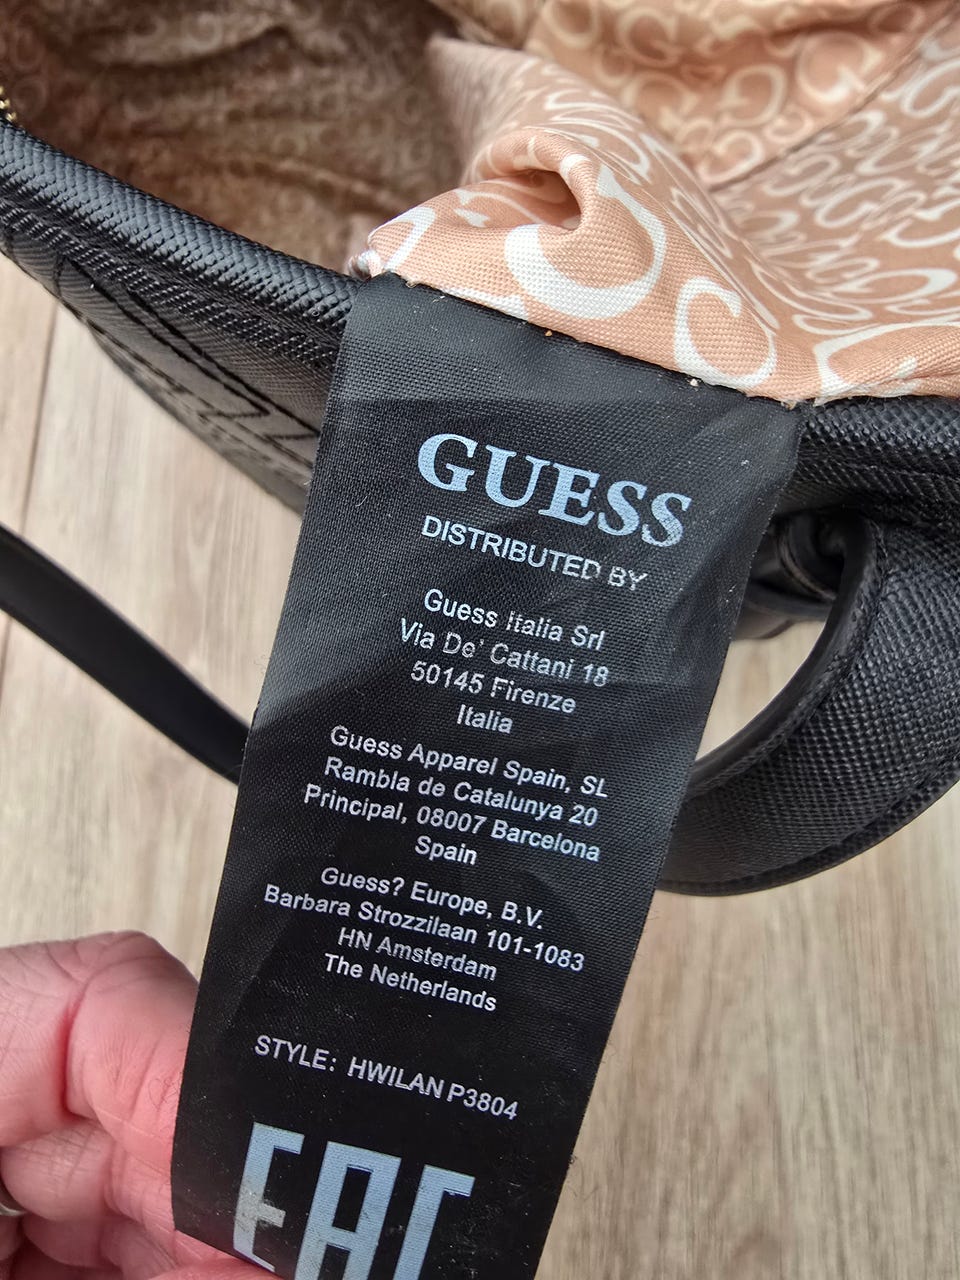 GUESS
DISTRIBUTED BY
Guess Italia Srl
Via De' Cattani 18
50145 Firenze
Italia
Guess Apparel Spain, SL
Rambla de Catalunya 20
Principal, 08007 Barcelona
Spain
Guess? Europe, B.V.
Barbara Strozzilaan 101-1083
HN Amsterdam
The Netherlands
STYLE: HWILAN P3804
EAC